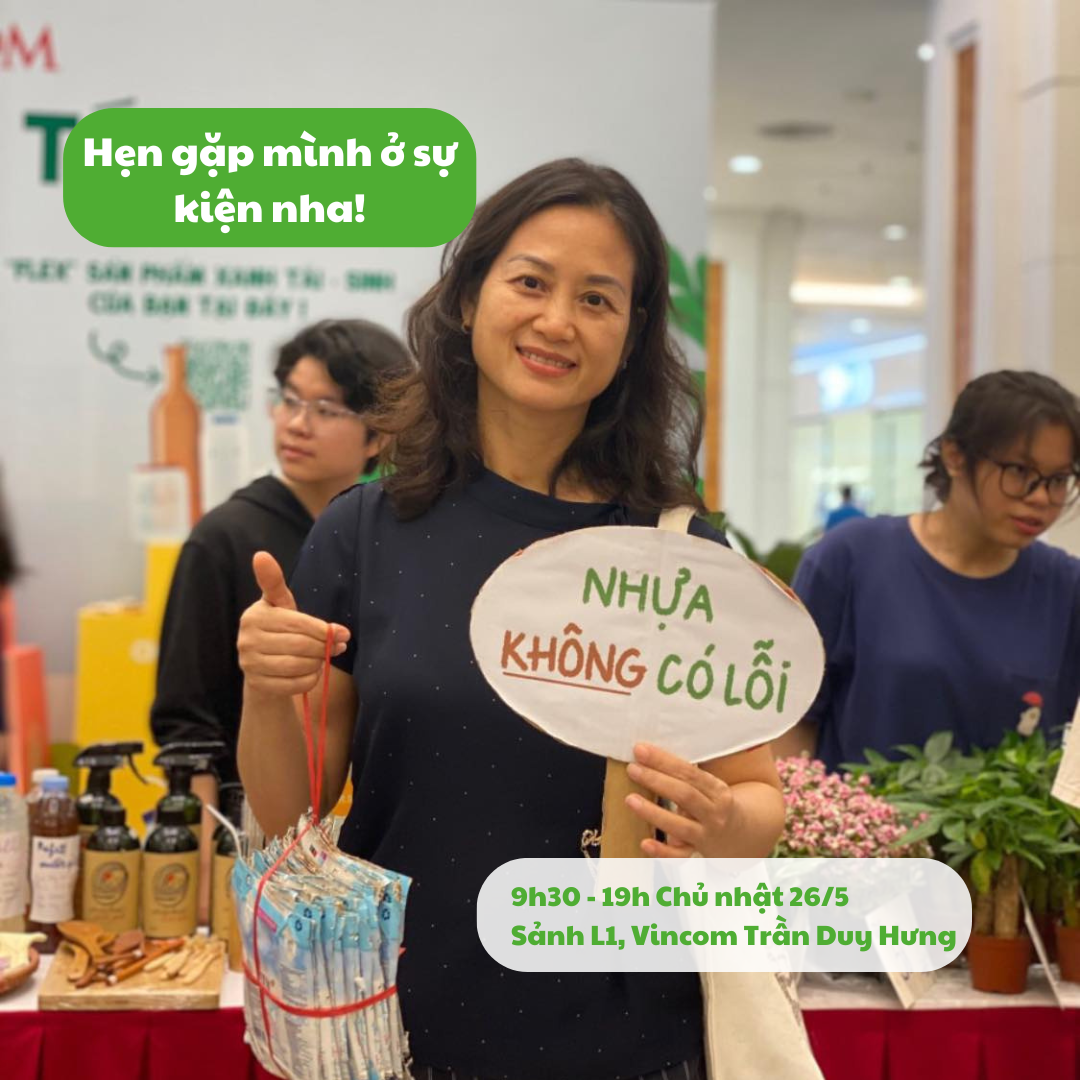 Hẹn gặp mình ở sự
kiện nha!
"FLEX" SẢN PHẨM XANH TÁI - SINH
CỦA BẠN TẠI ĐÂY !
NHỰA
KHÔNG CÓ LỖi
9h30 - 19h Chủ nhật 26/5
Sảnh L1, Vincom Trần Duy Hưng